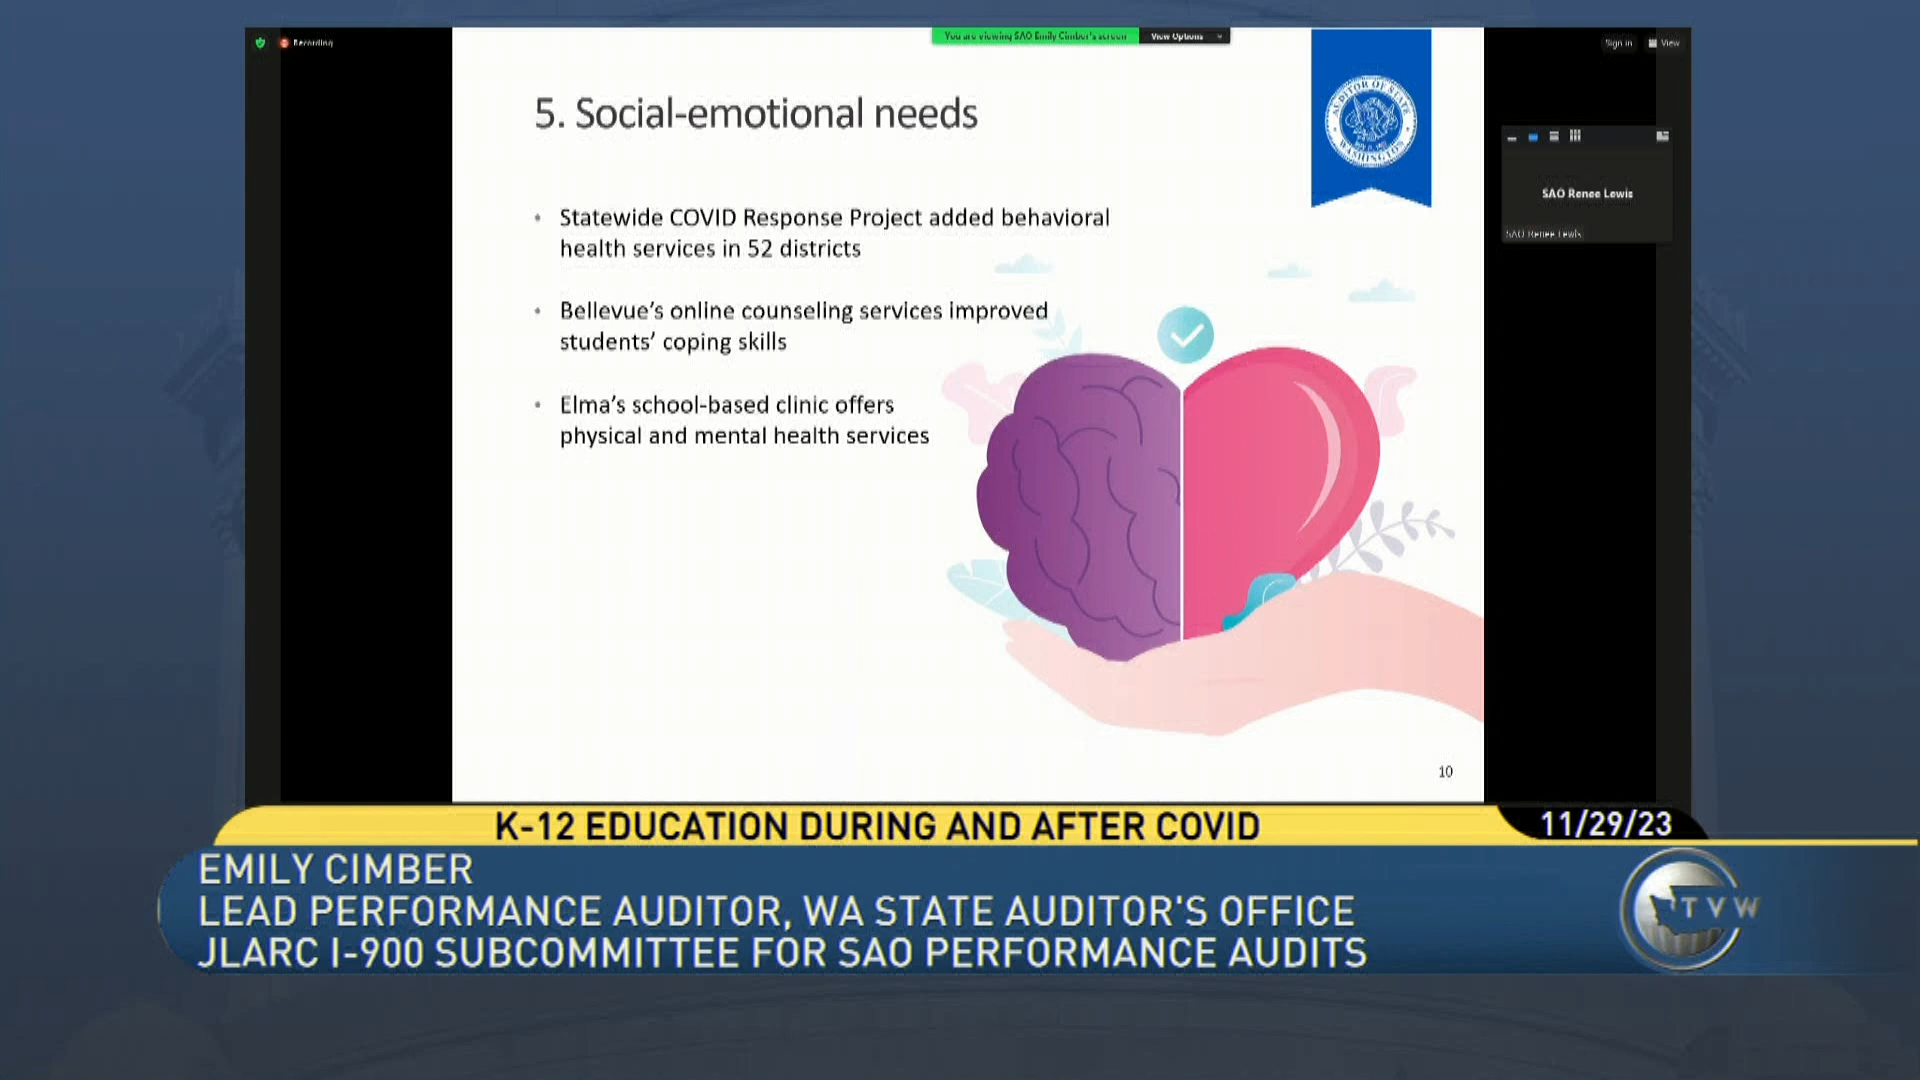 Recording
You are viewing SAO Emily Cimber's screen
View Options
Sign in
View
5. Social-emotional needs
AUDITOR OF STATE
WASHINGTON
SAO Renee Lewis
SAO Renee Lewis
• Statewide COVID Response Project added behavioral
health services in 52 districts
• Bellevue's online counseling services improved
students' coping skills
• Elma's school-based clinic offers
physical and mental health services
10
K-12 EDUCATION DURING AND AFTER COVID
11/29/23
EMILY CIMBER
LEAD PERFORMANCE AUDITOR, WA STATE AUDITOR'S OFFICE
JLARC I-900 SUBCOMMITTEE FOR SAO PERFORMANCE AUDITS
TVW